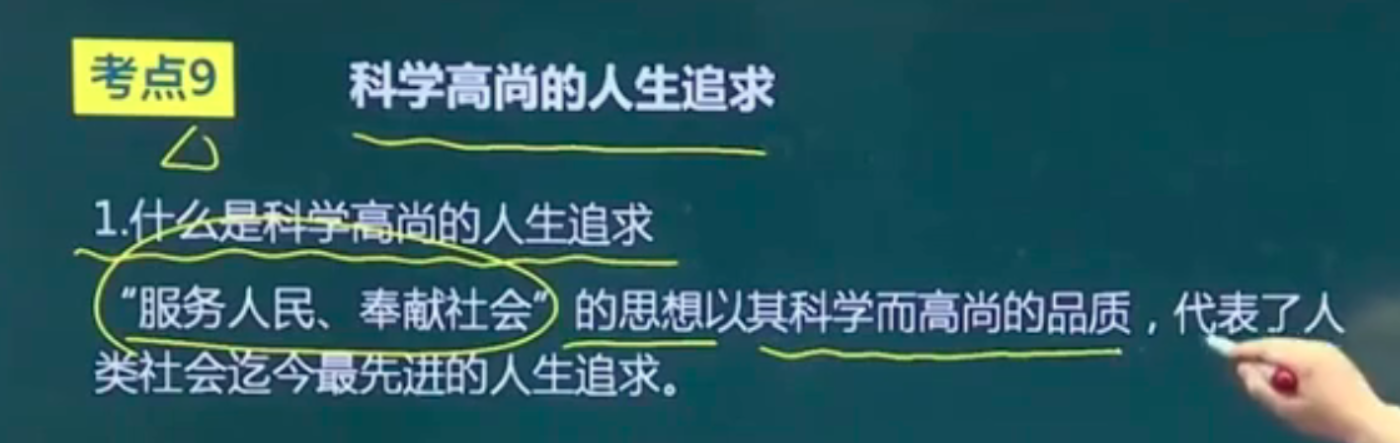 考点9 科学高尚的人生追求
1.什么是科学高尚的人生追求
“服务人民、奉献社会”的思想以其科学而高尚的品质，代表了人
类社会迄今最先进的人生追求。